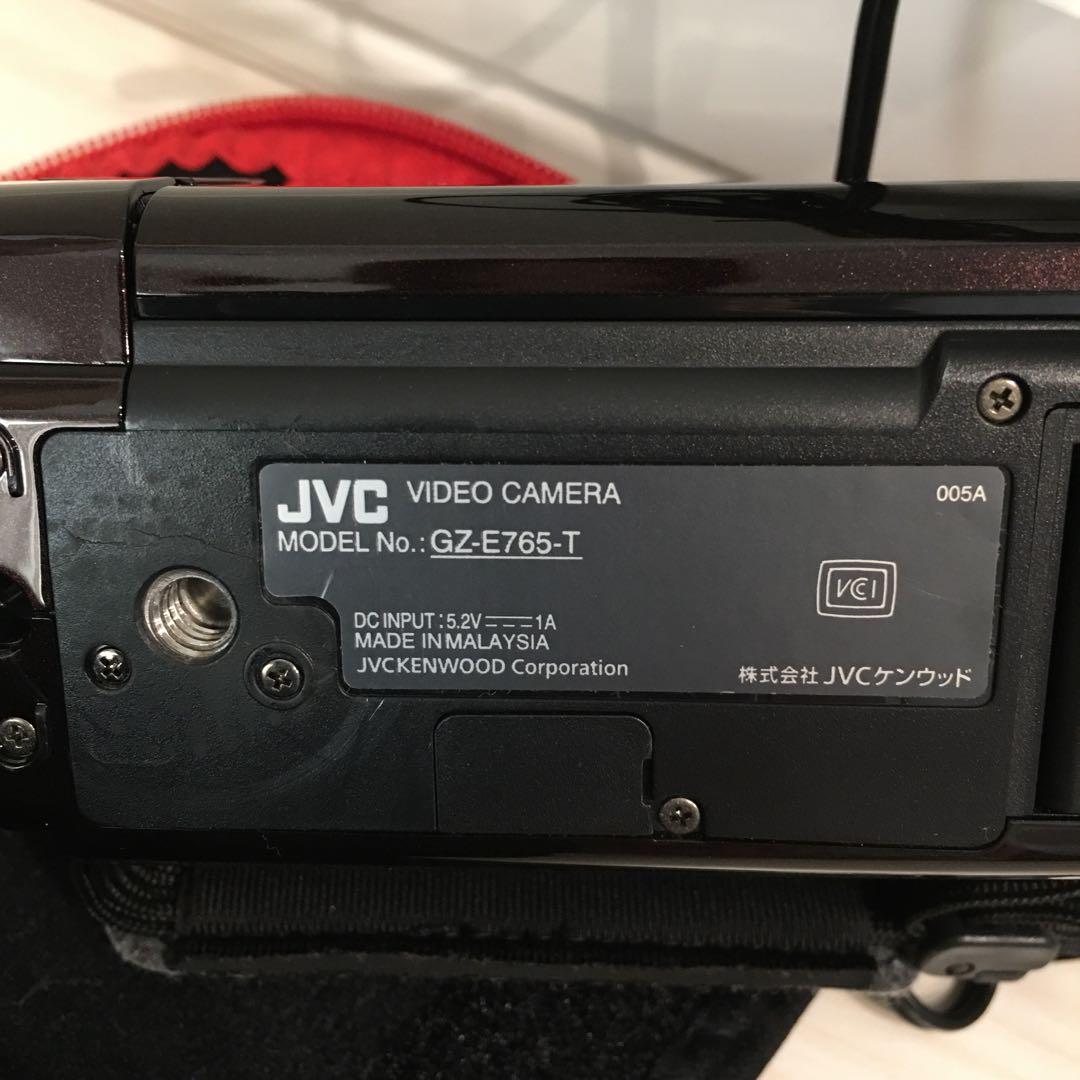 JVC VIDEO CAMERA
005A
MODEL No.: GZ-E765-T
VCCI
DC INPUT : 5.2V⎓1A
MADE IN MALAYSIA
JVCKENWOOD Corporation
株式会社 JVCケンウッド